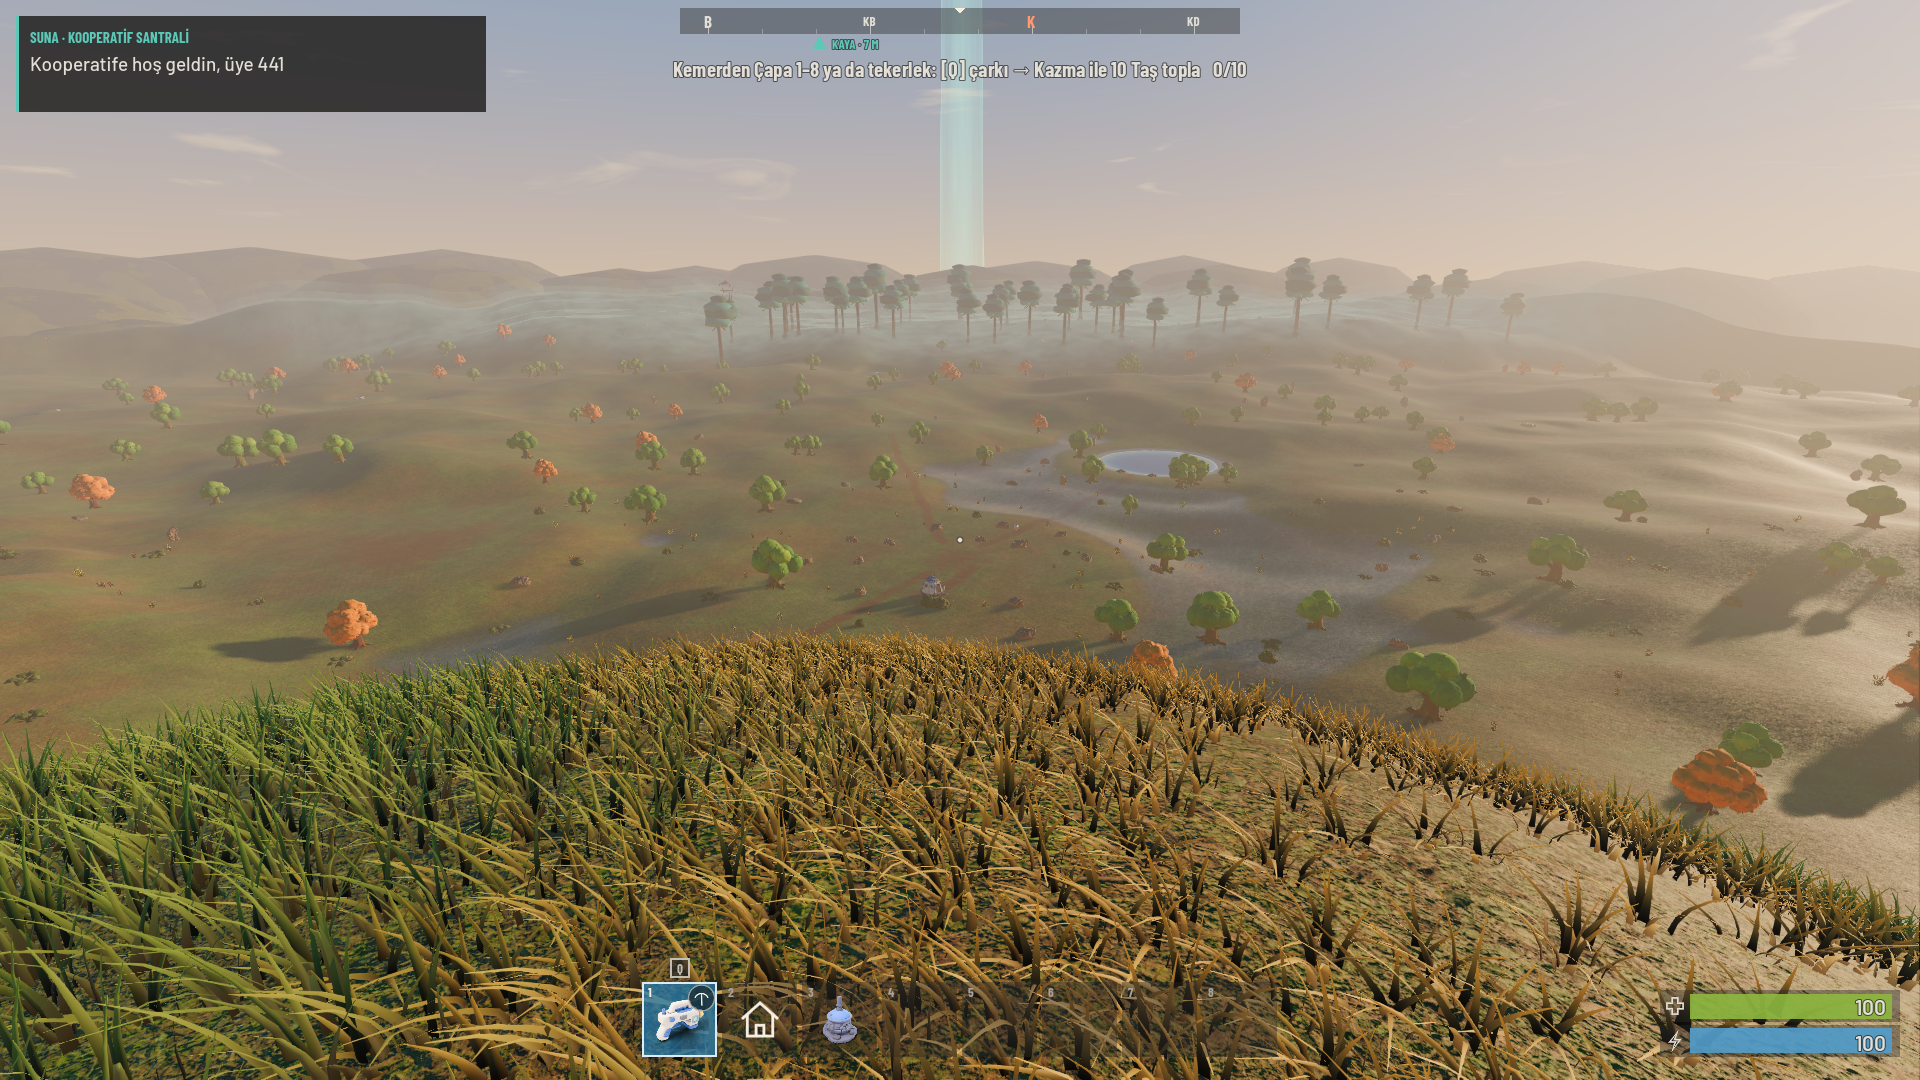 SUNA · KOOPERATİF SANTRALİ
Kooperatife hoş geldin, üye 441
B KB K KD
KAYA · 7 M
Kemerden Çapa 1-8 ya da tekerlek: [Q] çarkı → Kazma ile 10 Taş topla 0/10
Q
1 2 3 4 5 6 7 8
100
100